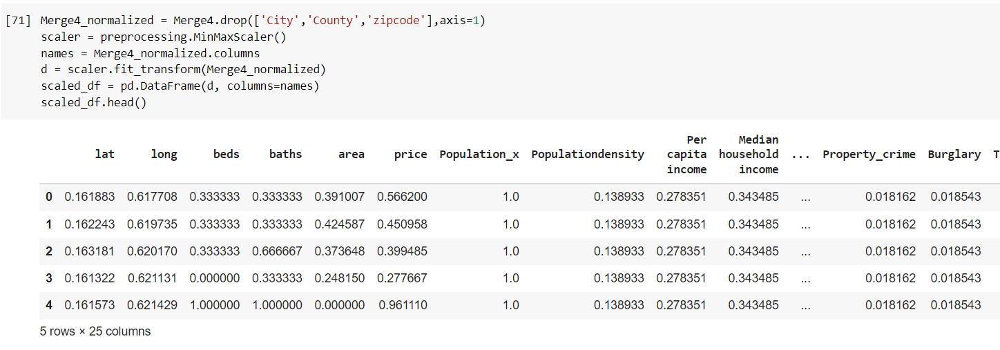 [71] Merge4_normalized = Merge4.drop(['City','County','zipcode'],axis=1)
scaler = preprocessing.MinMaxScaler()
names = Merge4_normalized.columns
d = scaler.fit_transform(Merge4_normalized)
scaled_df = pd.DataFrame(d, columns=names)
scaled_df.head()
lat long beds baths area price Population_x Populationdensity Per capita income Median household income ... Property_crime Burglary T
0 0.161883 0.617708 0.333333 0.333333 0.391007 0.566200 1.0 0.138933 0.278351 0.343485 ... 0.018162 0.018543
1 0.162243 0.619735 0.333333 0.333333 0.424587 0.450958 1.0 0.138933 0.278351 0.343485 ... 0.018162 0.018543
2 0.163181 0.620170 0.333333 0.666667 0.373648 0.399485 1.0 0.138933 0.278351 0.343485 ... 0.018162 0.018543
3 0.161322 0.621131 0.000000 0.333333 0.248150 0.277667 1.0 0.138933 0.278351 0.343485 ... 0.018162 0.018543
4 0.161573 0.621429 1.000000 1.000000 0.000000 0.961110 1.0 0.138933 0.278351 0.343485 ... 0.018162 0.018543
5 rows × 25 columns